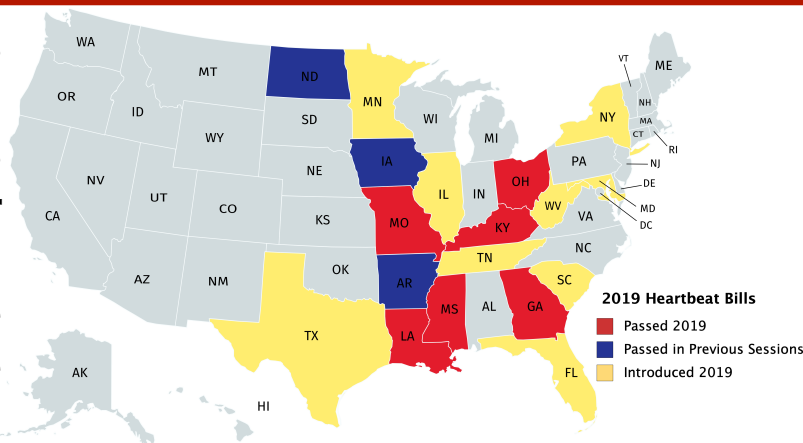 WA
VT
ME
MT
ND
OR
MN
ID
SD
WI
NH
NY
MA
WY
MI
CT
RI
IA
PA
NE
NJ
NV
OH
IL
IN
DE
UT
CO
WV
MD
CA
KS
MO
VA
KY
DC
NC
TN
OK
AZ
NM
AR
SC
2019 Heartbeat Bills
MS
AL
GA
Passed 2019
TX
LA
Passed in Previous Sessions
AK
FL
Introduced 2019
HI